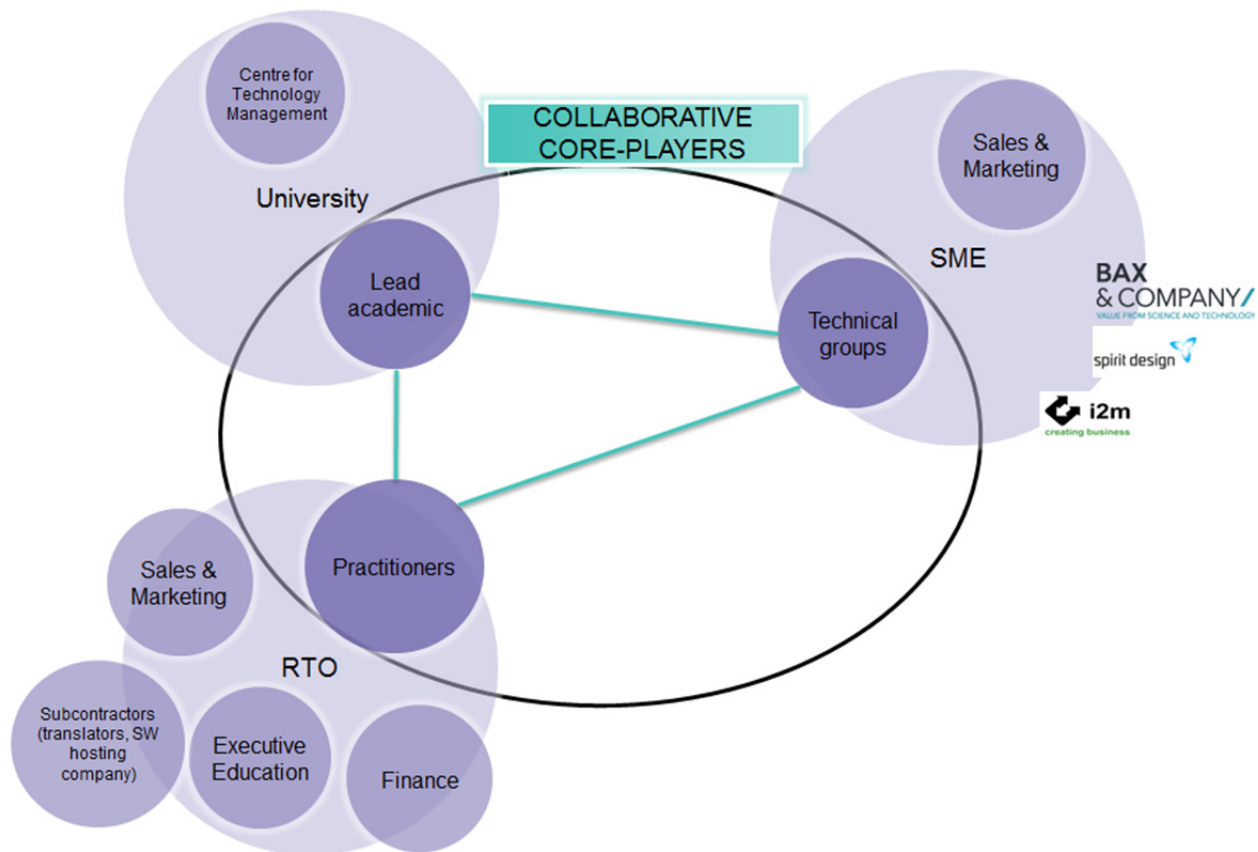 Centre for
Technology
Management
University
COLLABORATIVE
CORE-PLAYERS
Sales &
Marketing
SME
BAX
& COMPANY/
VALUE FROM SCIENCE AND TECHNOLOGY
spirit design
i2m
creating business
Lead
academic
Technical
groups
Practitioners
Sales &
Marketing
RTO
Subcontractors
(translators, SW
hosting
company)
Executive
Education
Finance